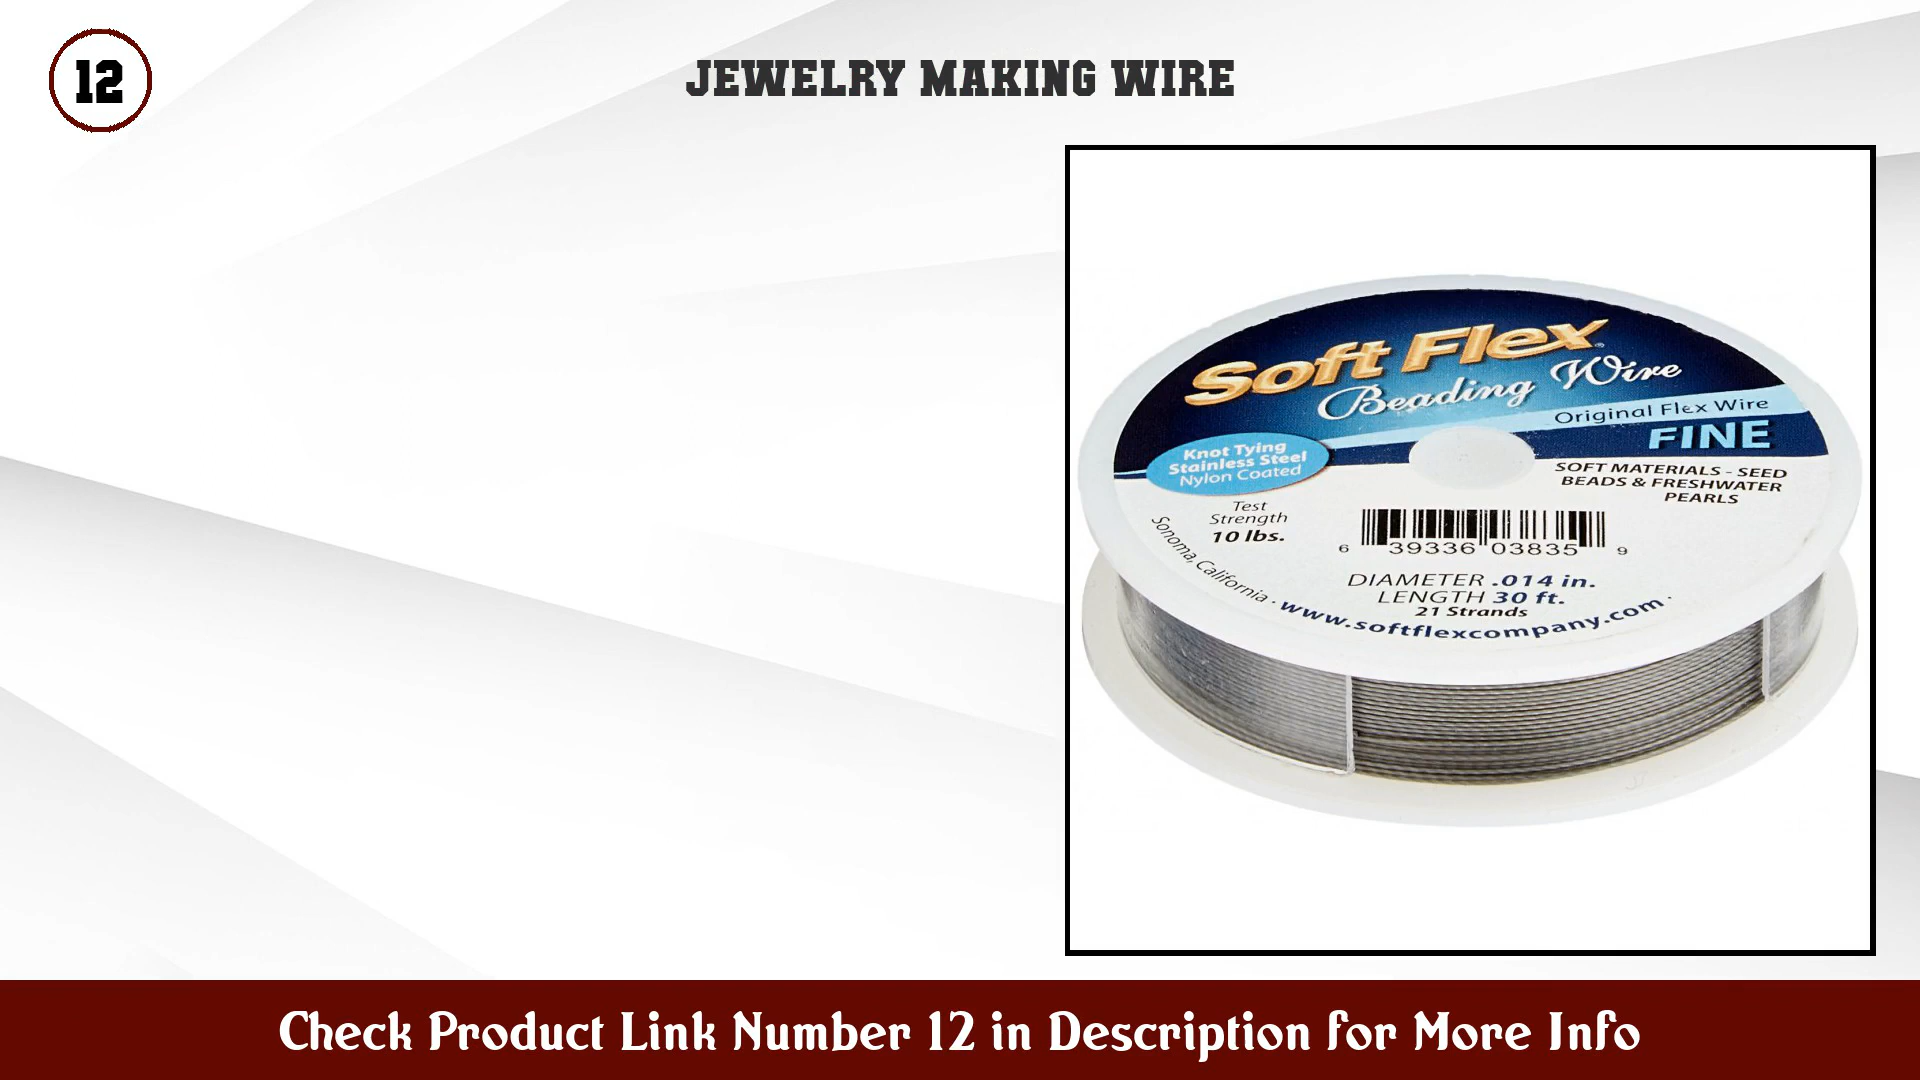 12
JEWELRY MAKING WIRE
Soft Flex
Beading Wire
Original Flex Wire
FINE
Knot Tying
Stainless Steel
Nylon Coated
SOFT MATERIALS - SEED
BEADS & FRESHWATER
PEARLS
Test
Strength
10 lbs.
6 39336 03835 9
DIAMETER .014 in.
LENGTH 30 ft.
21 Strands
Sonoma, California · www.softflexcompany.com ·
Check Product Link Number 12 in Description for More Info